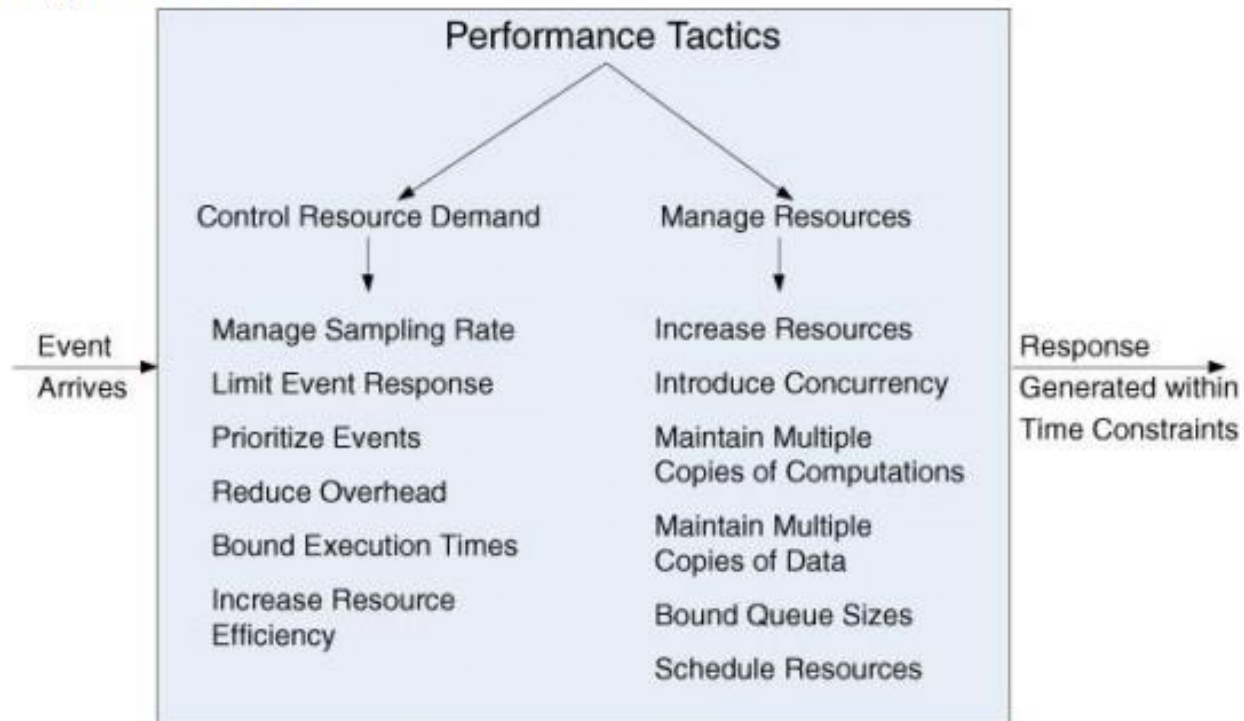 Performance Tactics
Control Resource Demand
Manage Resources
Event
Arrives
Manage Sampling Rate
Limit Event Response
Prioritize Events
Reduce Overhead
Bound Execution Times
Increase Resource
Efficiency
Increase Resources
Introduce Concurrency
Maintain Multiple
Copies of Computations
Maintain Multiple
Copies of Data
Bound Queue Sizes
Schedule Resources
Response
Generated within
Time Constraints